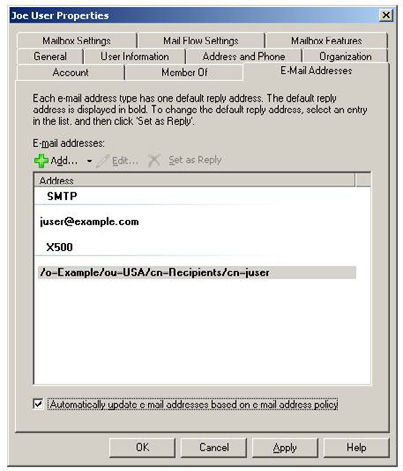 Joe User Properties
Mailbox Settings Mail Flow Settings Mailbox Features
General User Information Address and Phone Organization
Account Member Of E-Mail Addresses
Each e-mail address type has one default reply address. The default reply
address is displayed in bold. To change the default reply address, select an entry
in the list, and then click 'Set as Reply'.
E-mail addresses:
Add... Edit... Set as Reply
Address
SMTP
juser@example.com
X500
/o-Example/ou-USA/cn-Recipients/cn-juser
Automatically update e-mail addresses based on e-mail address policy
OK Cancel Apply Help